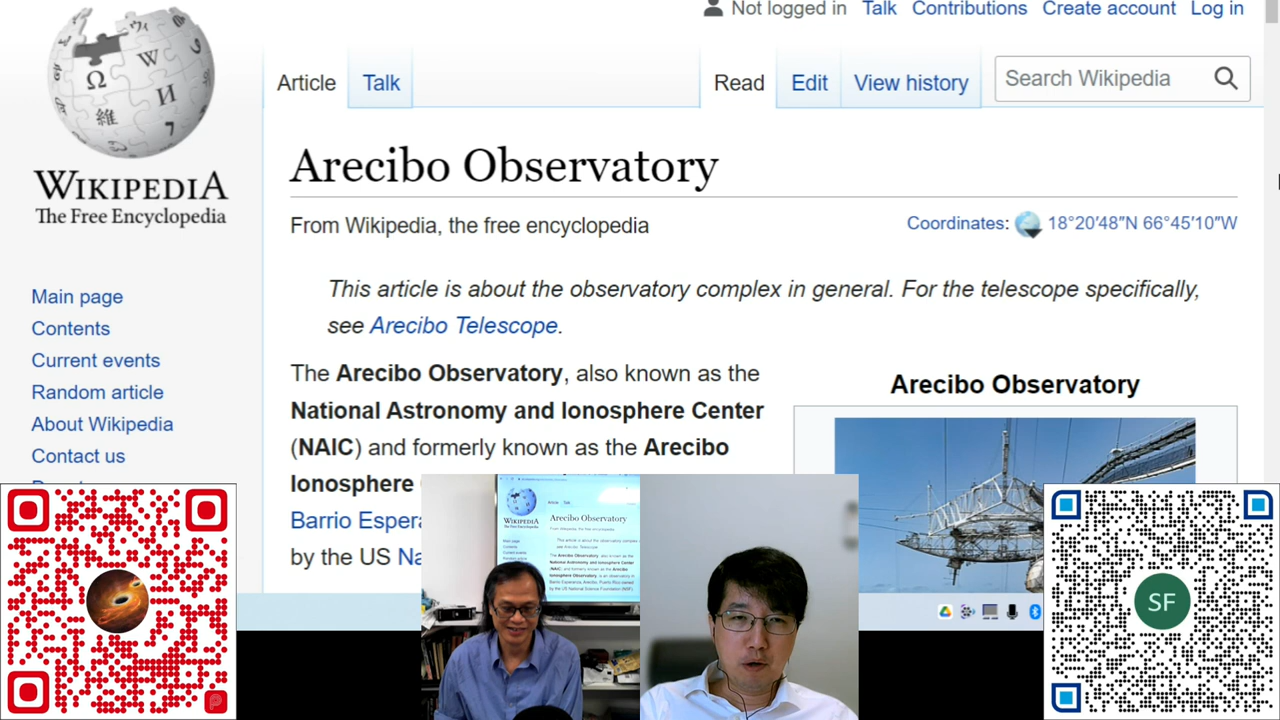 Not logged in Talk Contributions Create account Log in
Article Talk Read Edit View history Search Wikipedia
WIKIPEDIA
The Free Encyclopedia
Main page
Contents
Current events
Random article
About Wikipedia
Contact us
Arecibo Observatory
From Wikipedia, the free encyclopedia
Coordinates: 18°20′48″N 66°45′10″W
This article is about the observatory complex in general. For the telescope specifically,
see Arecibo Telescope.
The Arecibo Observatory, also known as the
National Astronomy and Ionosphere Center
(NAIC) and formerly known as the Arecibo
Ionosphere
Barrio Espera
by the US Na
Arecibo Observatory
WIKIPEDIA
Arecibo Observatory
SF